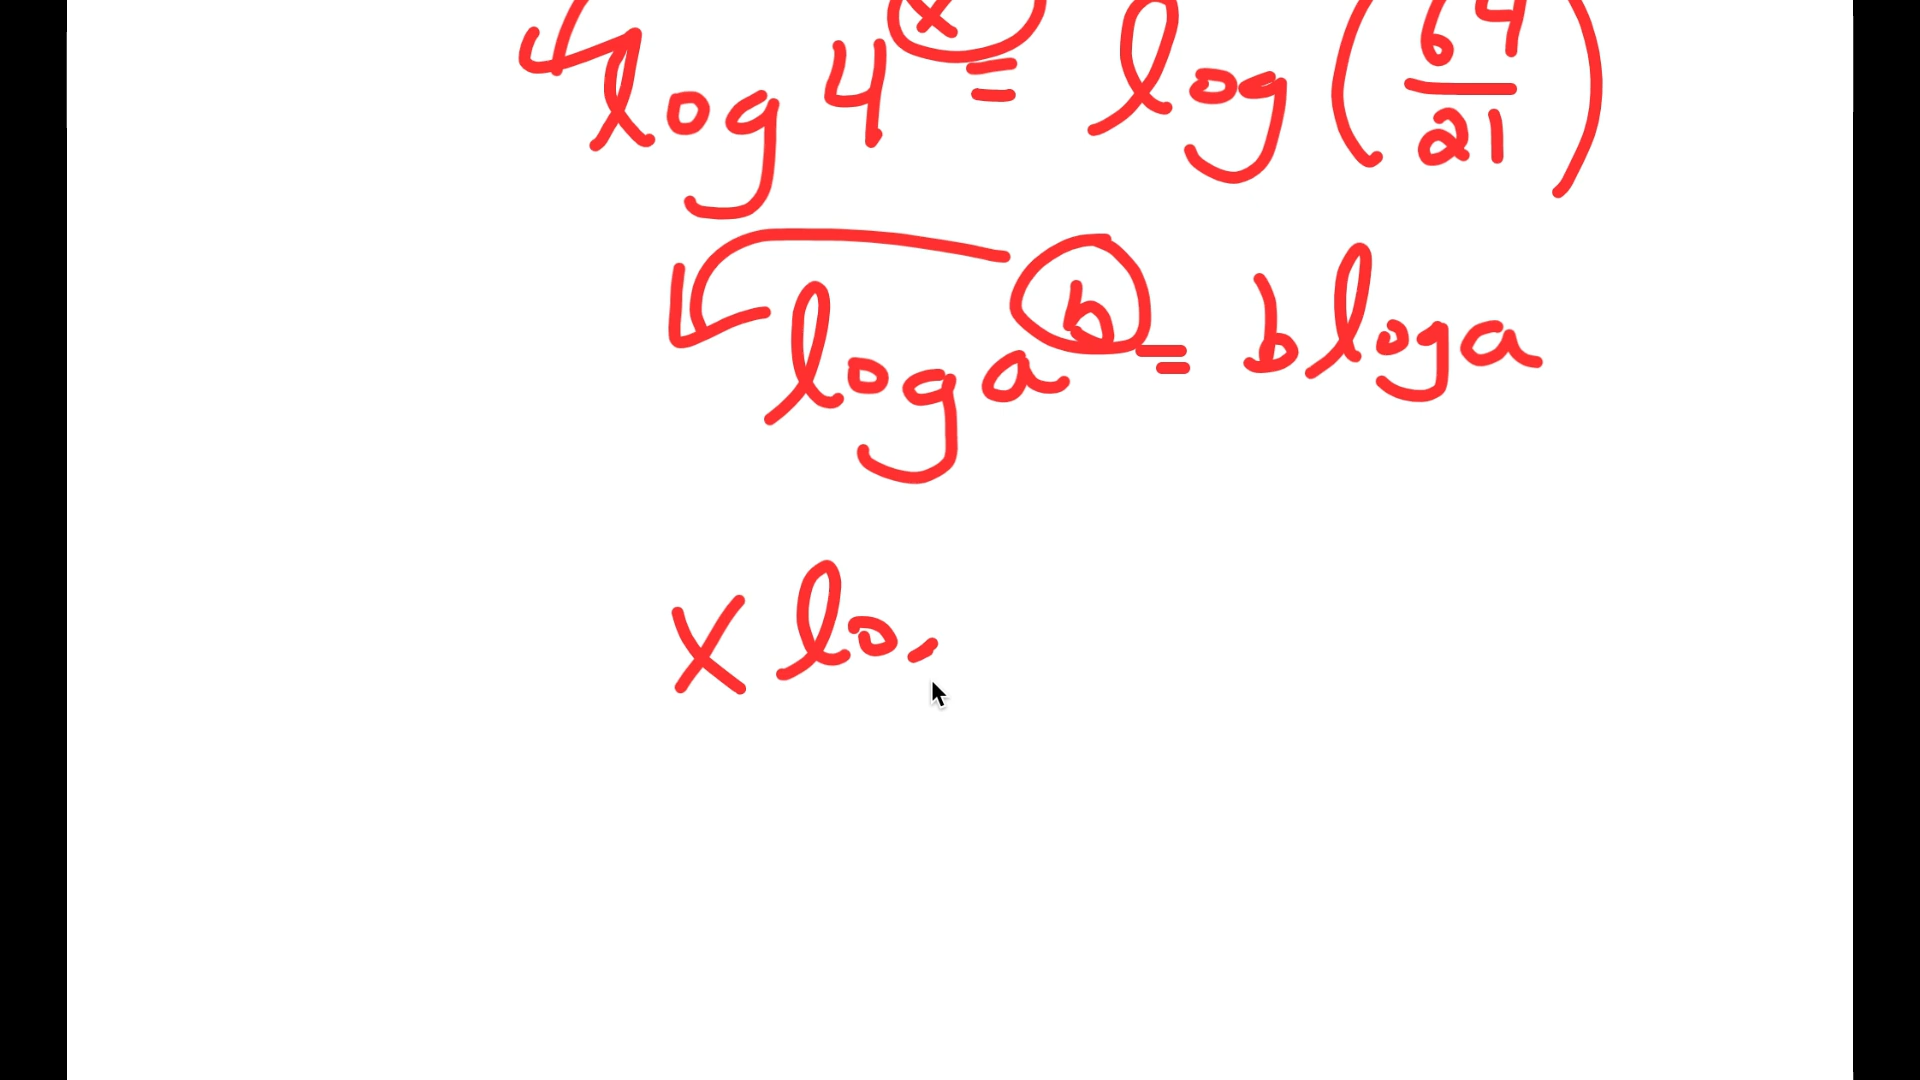 log 4^x = log (64/21)
log a^b = b log a
x lo